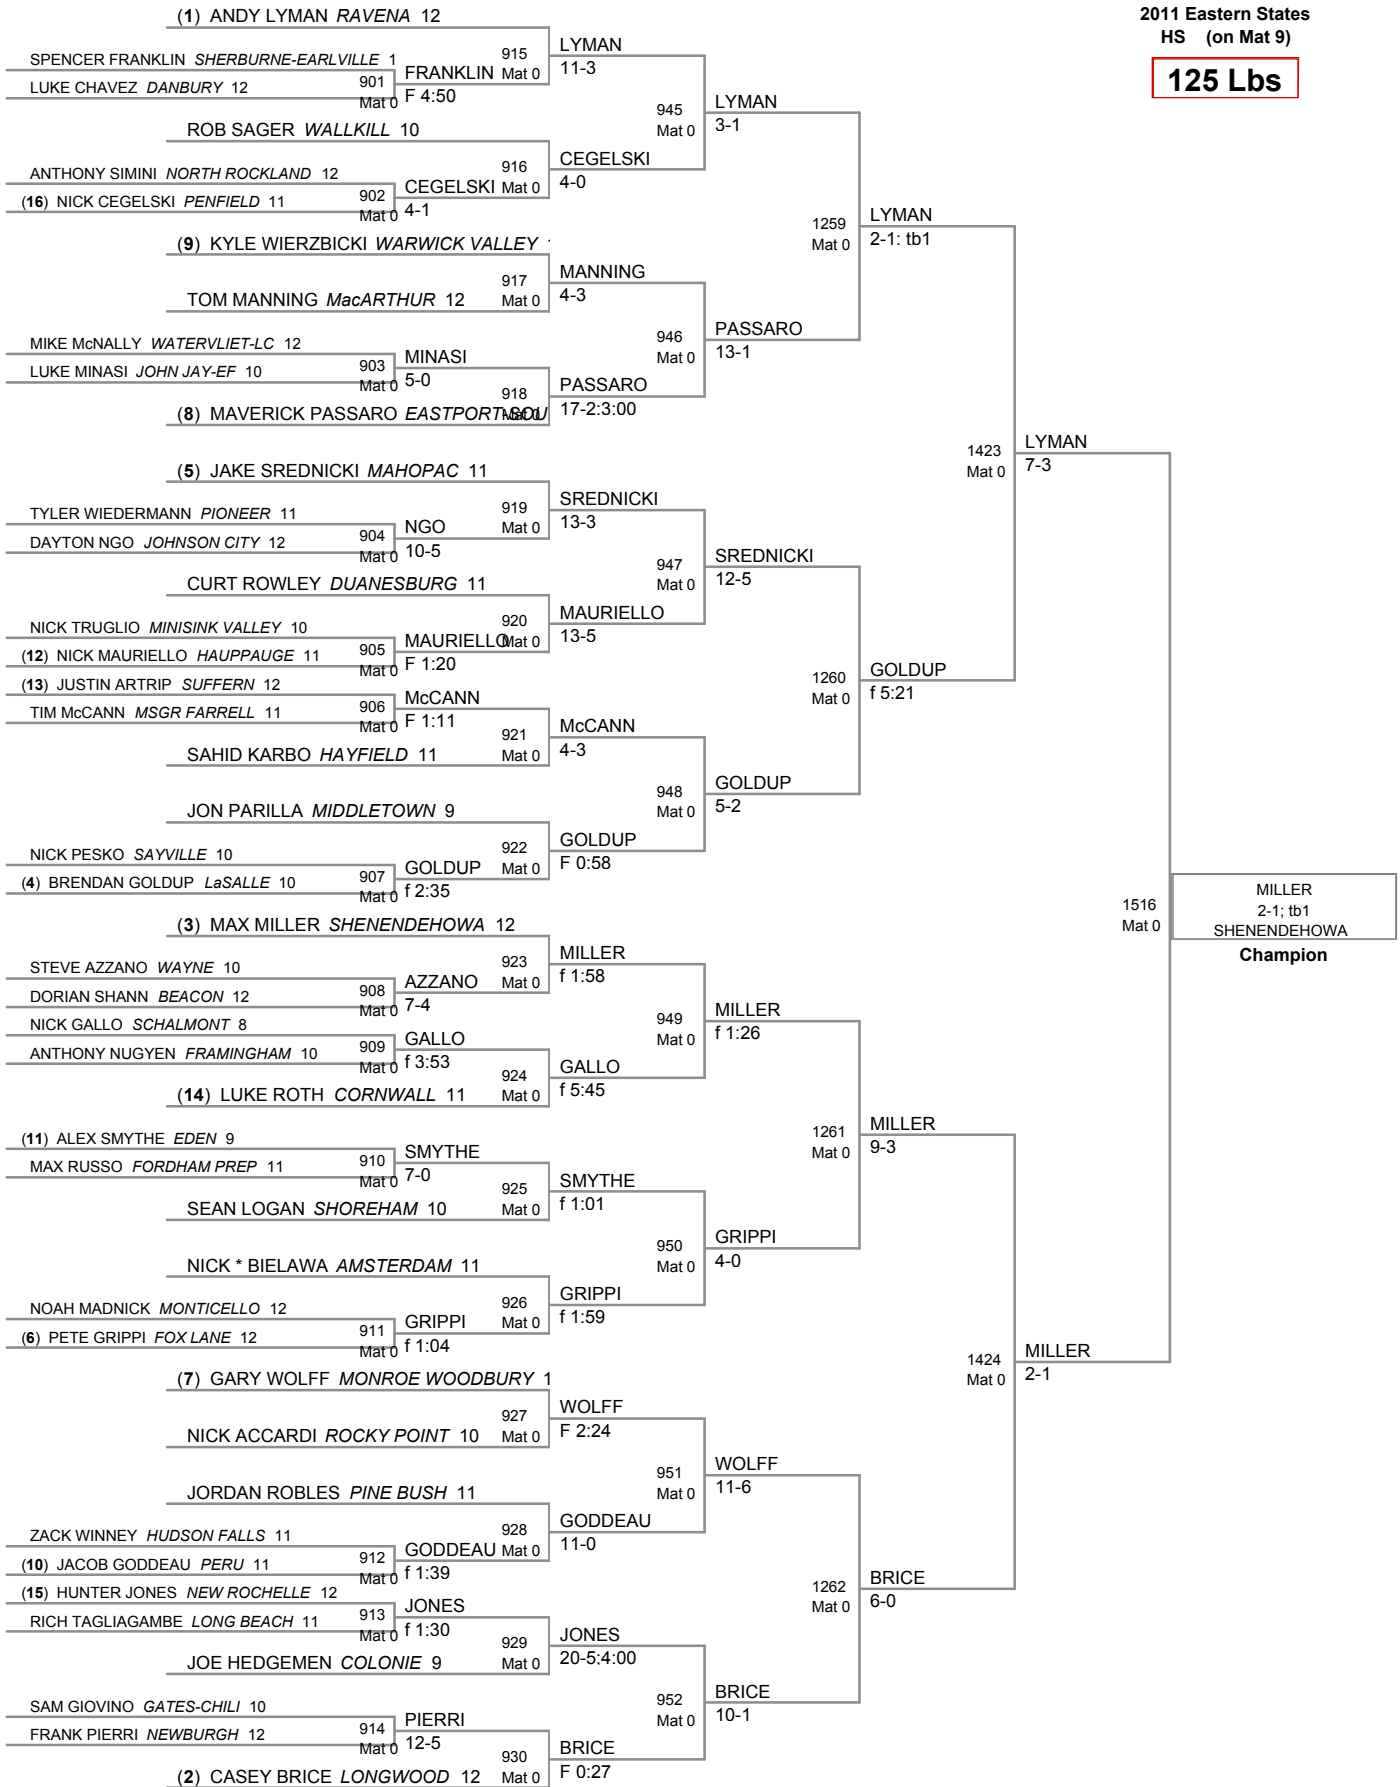 2011 Eastern States
HS (on Mat 9)
125 Lbs
(1) ANDY LYMAN RAVENA 12
SPENCER FRANKLIN SHERBURNE-EARLVILLE 1
LUKE CHAVEZ DANBURY 12
901
Mat 0
FRANKLIN
F 4:50
915
Mat 0
LYMAN
11-3
ROB SAGER WALLKILL 10
ANTHONY SIMINI NORTH ROCKLAND 12
(16) NICK CEGELSKI PENFIELD 11
902
Mat 0
CEGELSKI
4-1
916
Mat 0
CEGELSKI
4-0
945
Mat 0
LYMAN
3-1
(9) KYLE WIERZBICKI WARWICK VALLEY
TOM MANNING MacARTHUR 12
917
Mat 0
MANNING
4-3
MIKE McNALLY WATERVLIET-LC 12
LUKE MINASI JOHN JAY-EF 10
903
Mat 0
MINASI
5-0
(8) MAVERICK PASSARO EASTPORT-SOU
918
Mat 0
PASSARO
17-2:3:00
946
Mat 0
PASSARO
13-1
1259
Mat 0
LYMAN
2-1: tb1
(5) JAKE SREDNICKI MAHOPAC 11
TYLER WIEDERMANN PIONEER 11
DAYTON NGO JOHNSON CITY 12
904
Mat 0
NGO
10-5
919
Mat 0
SREDNICKI
13-3
CURT ROWLEY DUANESBURG 11
NICK TRUGLIO MINISINK VALLEY 10
(12) NICK MAURIELLO HAUPPAUGE 11
905
Mat 0
MAURIELLO
F 1:20
920
Mat 0
MAURIELLO
13-5
947
Mat 0
SREDNICKI
12-5
(13) JUSTIN ARTRIP SUFFERN 12
TIM McCANN MSGR FARRELL 11
906
Mat 0
McCANN
F 1:11
SAHID KARBO HAYFIELD 11
921
Mat 0
McCANN
4-3
JON PARILLA MIDDLETOWN 9
NICK PESKO SAYVILLE 10
(4) BRENDAN GOLDUP LaSALLE 10
907
Mat 0
GOLDUP
f 2:35
922
Mat 0
GOLDUP
F 0:58
948
Mat 0
GOLDUP
5-2
1260
Mat 0
GOLDUP
f 5:21
1423
Mat 0
LYMAN
7-3
(3) MAX MILLER SHENENDEHOWA 12
STEVE AZZANO WAYNE 10
DORIAN SHANN BEACON 12
908
Mat 0
AZZANO
7-4
923
Mat 0
MILLER
f 1:58
NICK GALLO SCHALMONT 8
ANTHONY NUGYEN FRAMINGHAM 10
909
Mat 0
GALLO
f 3:53
(14) LUKE ROTH CORNWALL 11
924
Mat 0
GALLO
f 5:45
949
Mat 0
MILLER
f 1:26
(11) ALEX SMYTHE EDEN 9
MAX RUSSO FORDHAM PREP 11
910
Mat 0
SMYTHE
7-0
SEAN LOGAN SHOREHAM 10
925
Mat 0
SMYTHE
f 1:01
NICK * BIELAWA AMSTERDAM 11
NOAH MADNICK MONTICELLO 12
(6) PETE GRIPPI FOX LANE 12
911
Mat 0
GRIPPI
f 1:04
926
Mat 0
GRIPPI
f 1:59
950
Mat 0
GRIPPI
4-0
1261
Mat 0
MILLER
9-3
(7) GARY WOLFF MONROE WOODBURY 1
NICK ACCARDI ROCKY POINT 10
927
Mat 0
WOLFF
F 2:24
JORDAN ROBLES PINE BUSH 11
ZACK WINNEY HUDSON FALLS 11
(10) JACOB GODDEAU PERU 11
912
Mat 0
GODDEAU
f 1:39
928
Mat 0
GODDEAU
11-0
951
Mat 0
WOLFF
11-6
(15) HUNTER JONES NEW ROCHELLE 12
RICH TAGLIAGAMBE LONG BEACH 11
913
Mat 0
JONES
f 1:30
JOE HEDGEMEN COLONIE 9
929
Mat 0
JONES
20-5;4:00
SAM GIOVINO GATES-CHILI 10
FRANK PIERRI NEWBURGH 12
914
Mat 0
PIERRI
12-5
(2) CASEY BRICE LONGWOOD 12
930
Mat 0
BRICE
F 0:27
952
Mat 0
BRICE
10-1
1262
Mat 0
BRICE
6-0
1424
Mat 0
MILLER
2-1
1516
Mat 0
MILLER
2-1; tb1
SHENENDEHOWA
Champion